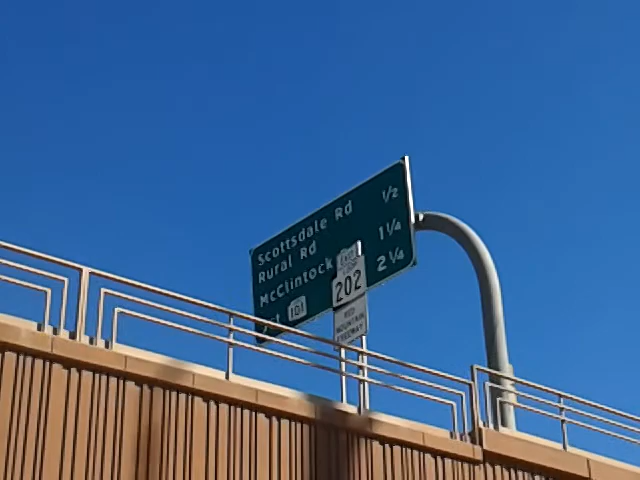 Scottsdale Rd 1/2
Rural Rd 1 1/4
McClintock 2 1/4
101
LOOP
202
RED
MOUNTAIN
FREEWAY